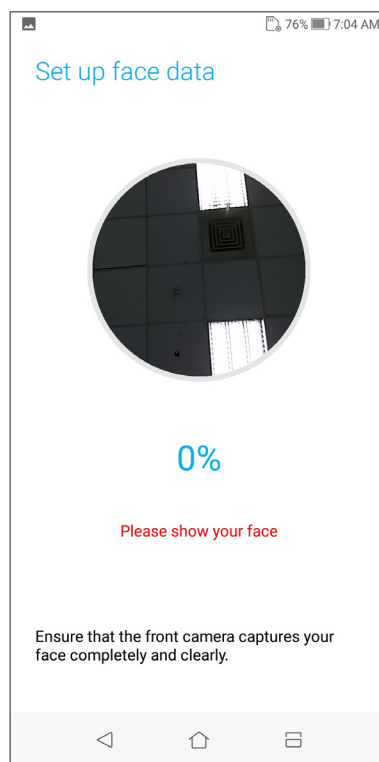 76% 7:04 AM
Set up face data
0%
Please show your face
Ensure that the front camera captures your
face completely and clearly.